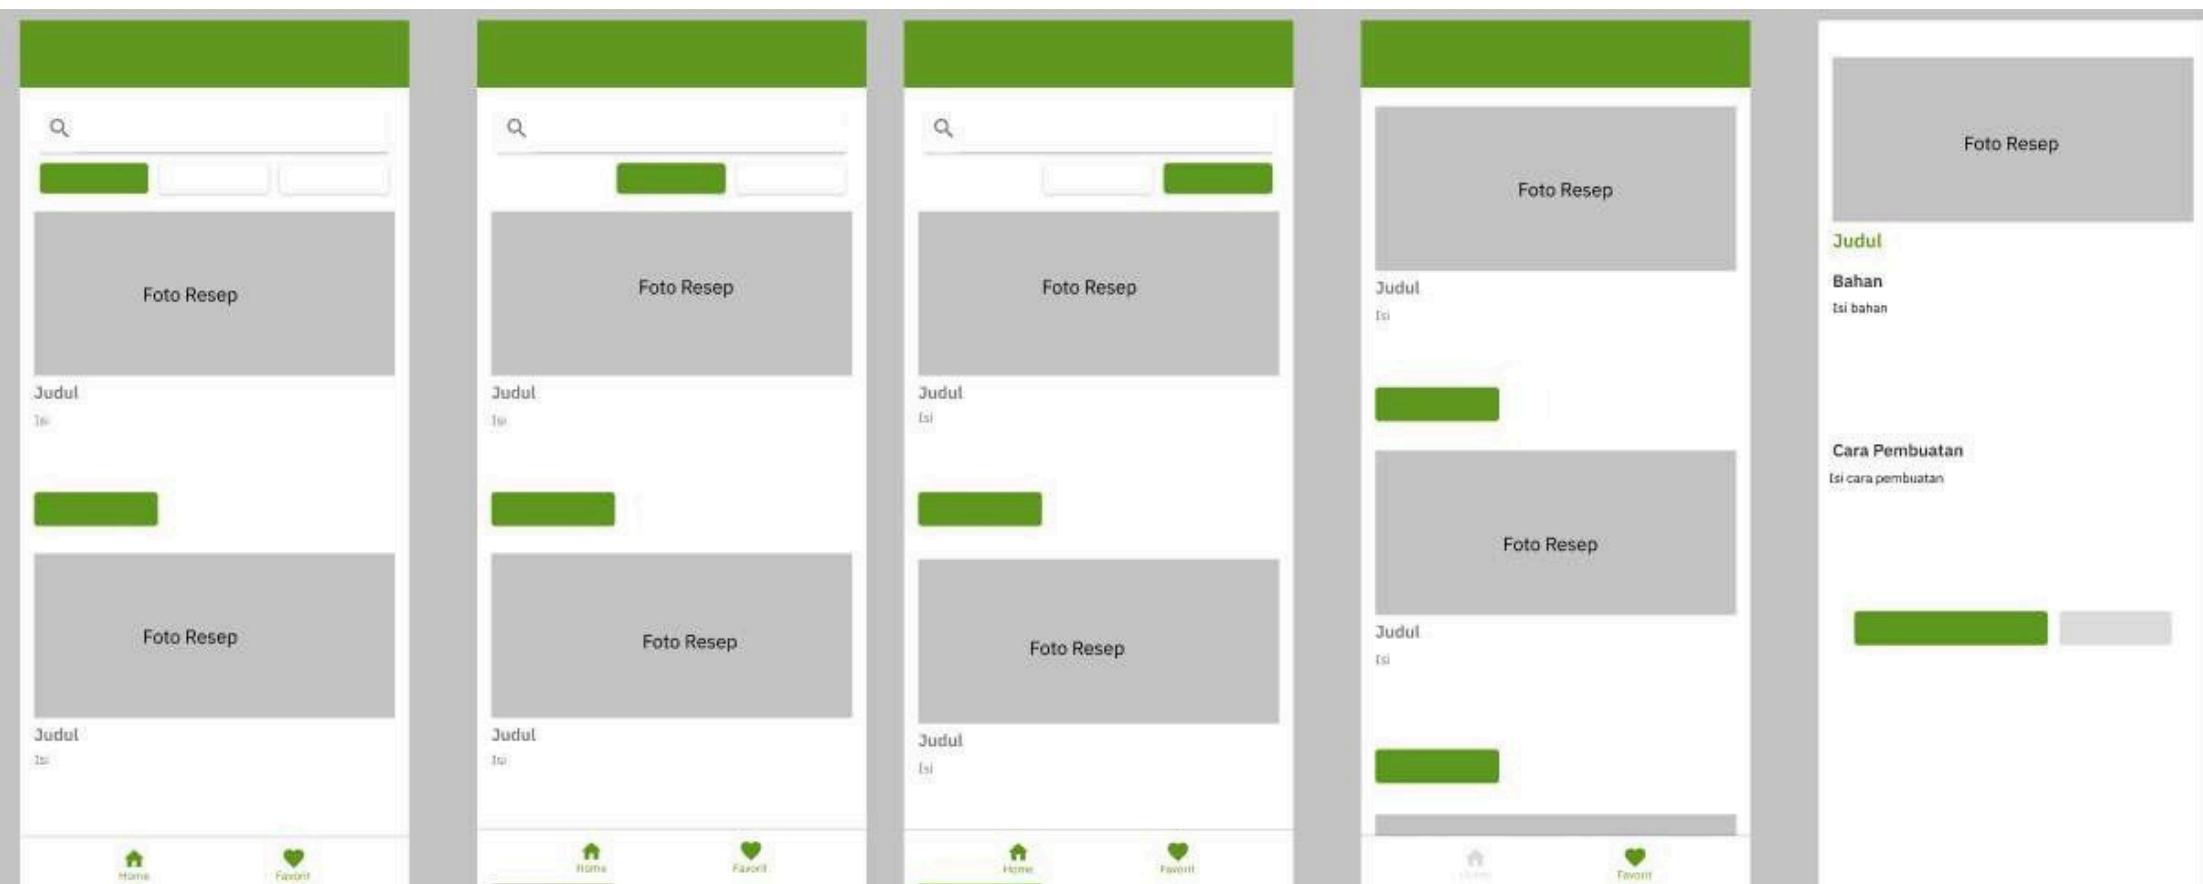 Foto Resep
Judul
Isi
Foto Resep
Judul
Isi
Home
Favorit
Foto Resep
Judul
Isi
Foto Resep
Judul
Isi
Home
Favorit
Foto Resep
Judul
Isi
Foto Resep
Judul
Isi
Home
Favorit
Foto Resep
Judul
Isi
Foto Resep
Judul
Isi
Favorit
Foto Resep
Judul
Bahan
Isi bahan
Cara Pembuatan
Isi cara pembuatan